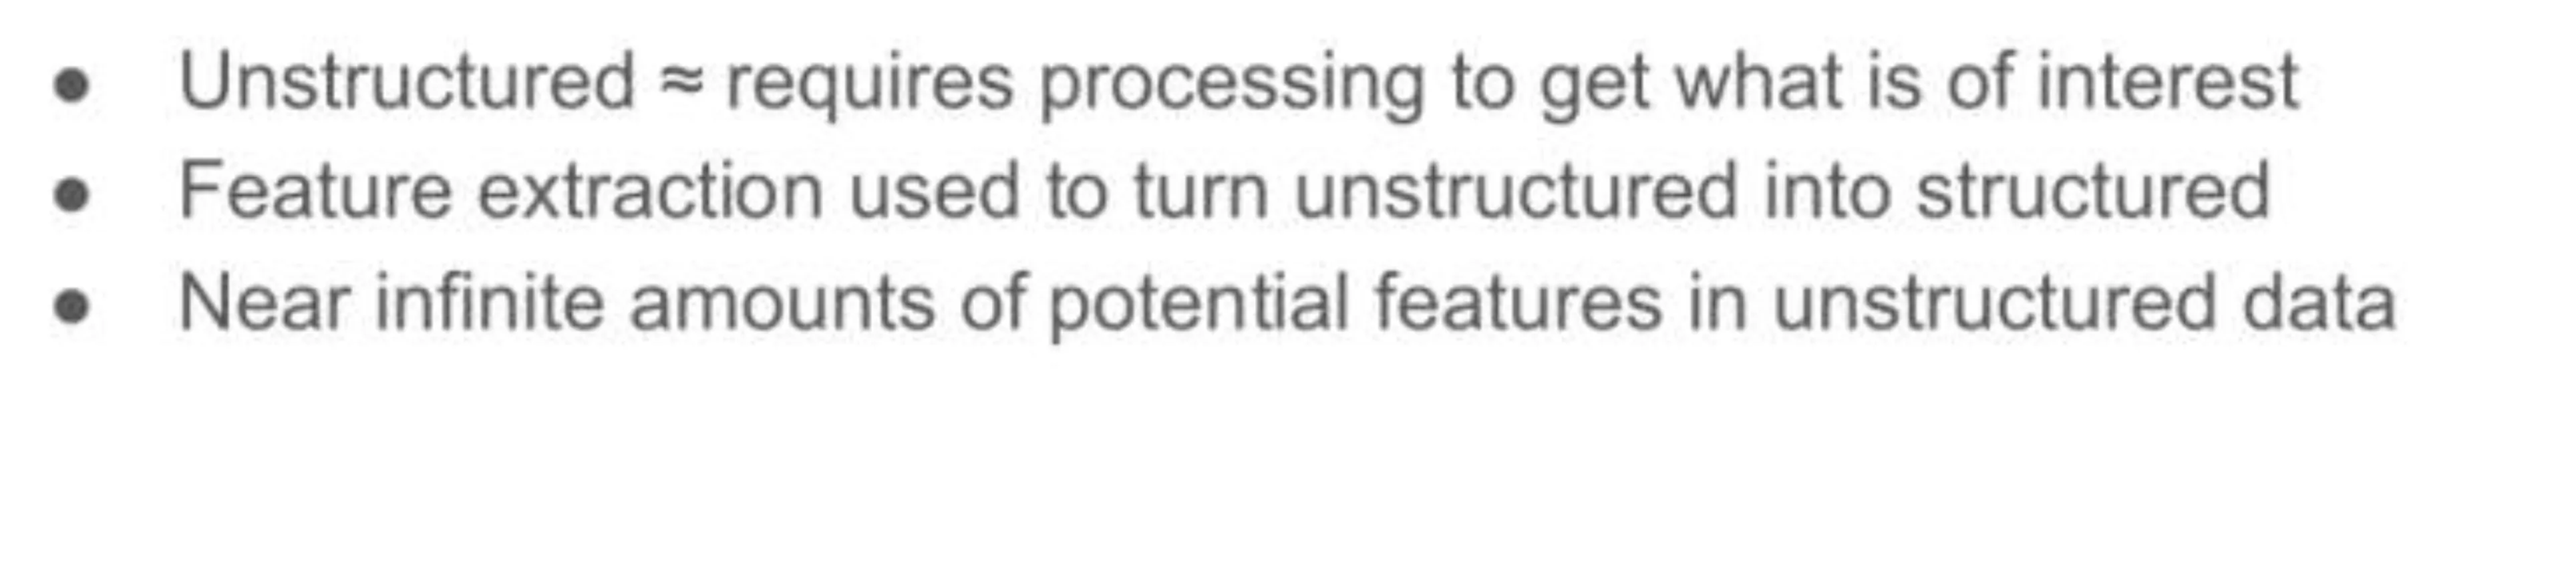 ● Unstructured ≈ requires processing to get what is of interest
● Feature extraction used to turn unstructured into structured
● Near infinite amounts of potential features in unstructured data